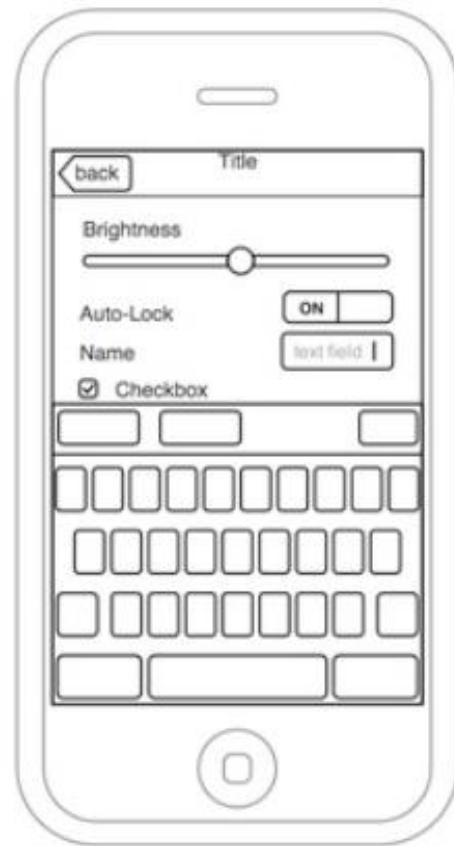 back
Title
Brightness
Auto-Lock
ON
Name
text field
Checkbox